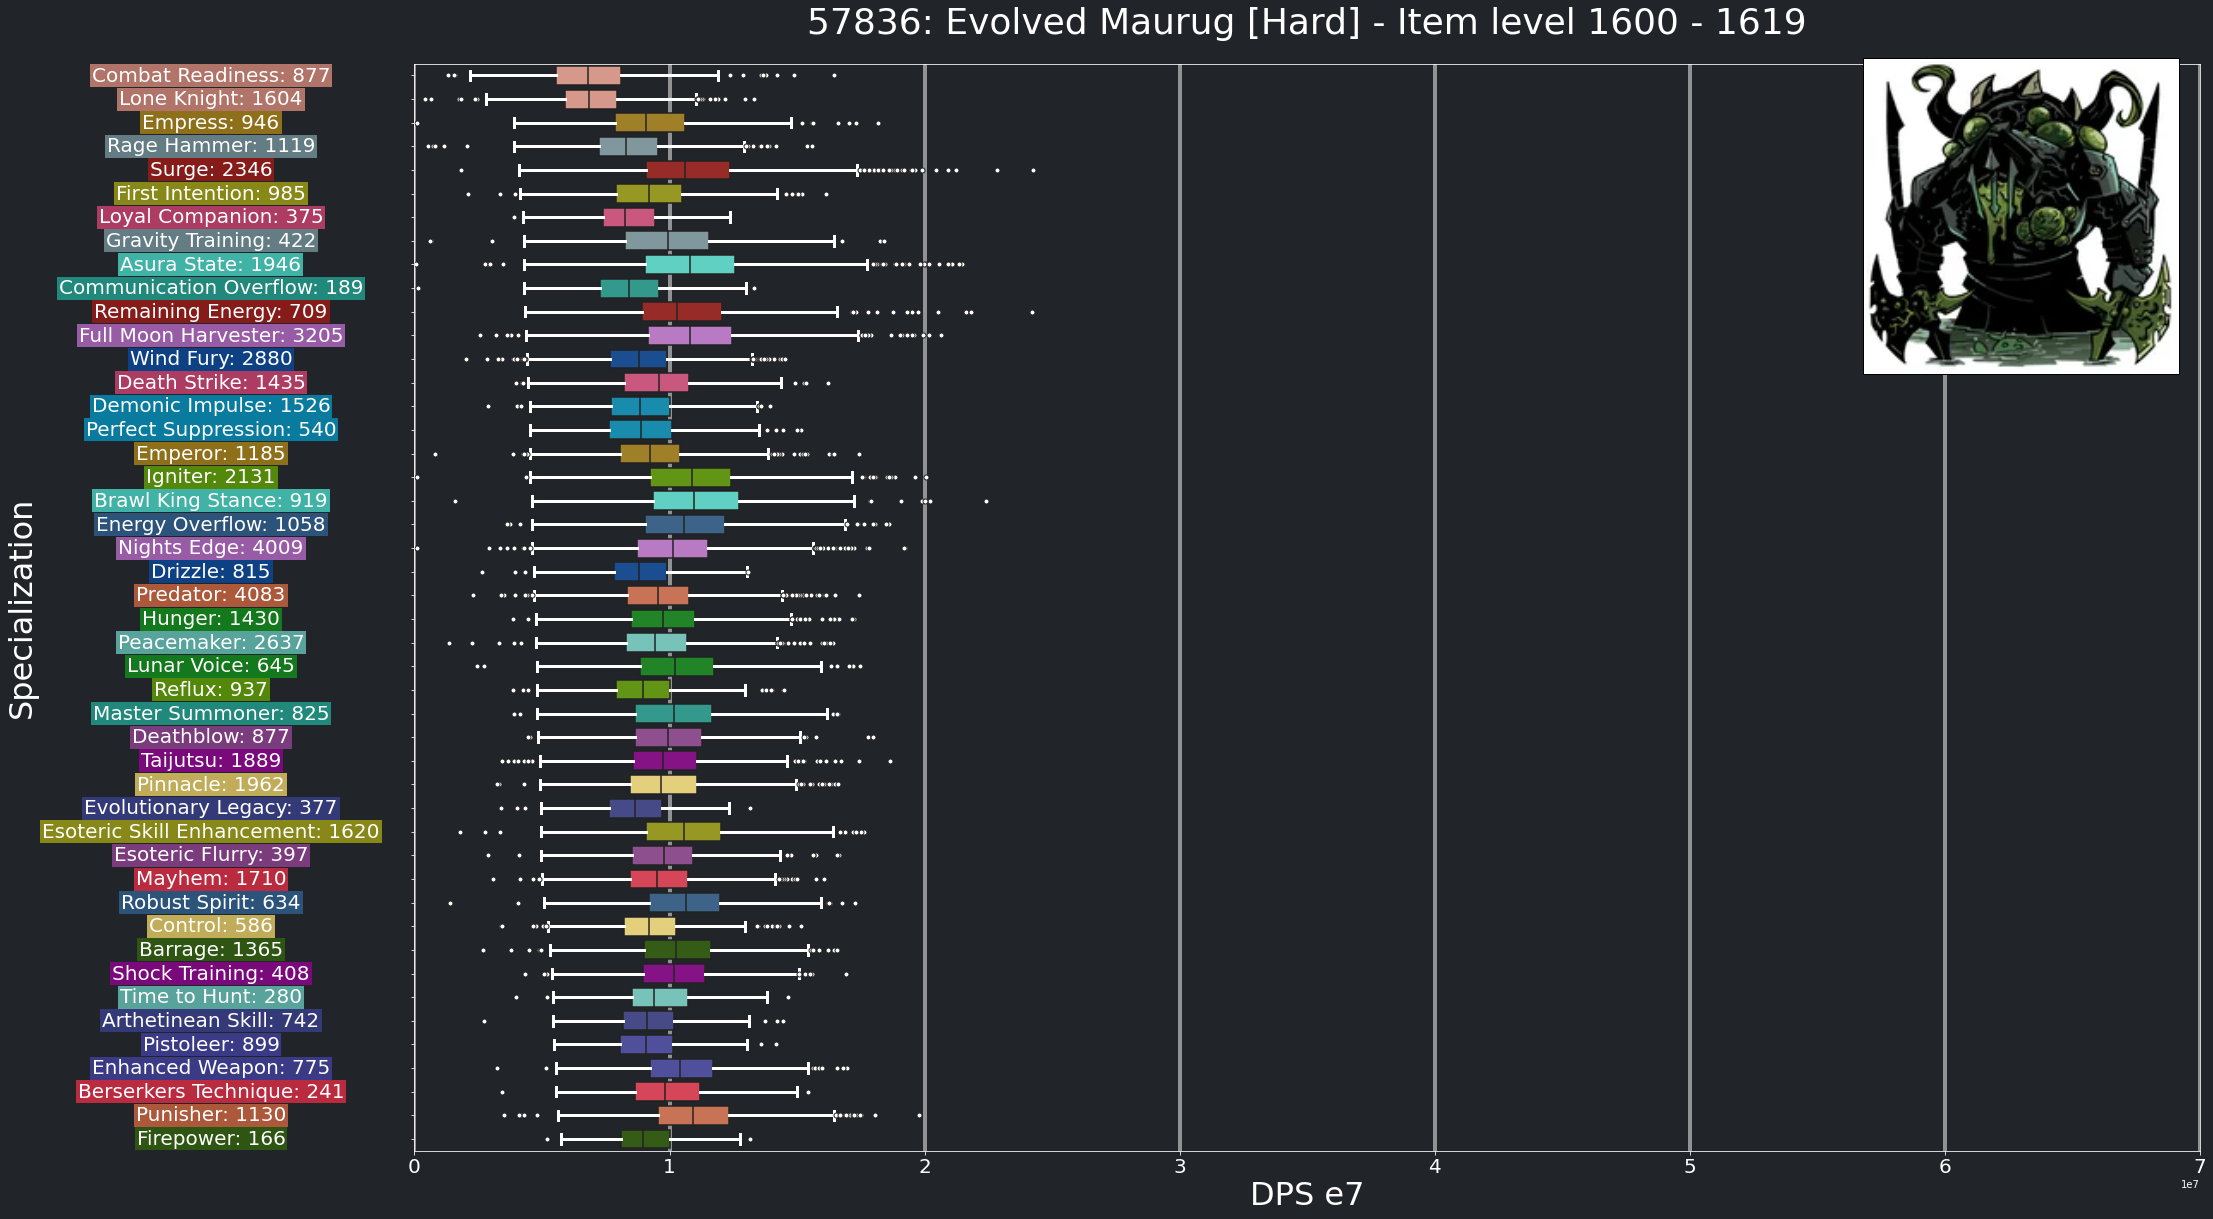 57836: Evolved Maurug [Hard] - Item level 1600 - 1619
Specialization
Combat Readiness: 877
Lone Knight: 1604
Empress: 946
Rage Hammer: 1119
Surge: 2346
First Intention: 985
Loyal Companion: 375
Gravity Training: 422
Asura State: 1946
Communication Overflow: 189
Remaining Energy: 709
Full Moon Harvester: 3205
Wind Fury: 2880
Death Strike: 1435
Demonic Impulse: 1526
Perfect Suppression: 540
Emperor: 1185
Igniter: 2131
Brawl King Stance: 919
Energy Overflow: 1058
Nights Edge: 4009
Drizzle: 815
Predator: 4083
Hunger: 1430
Peacemaker: 2637
Lunar Voice: 645
Reflux: 937
Master Summoner: 825
Deathblow: 877
Taijutsu: 1889
Pinnacle: 1962
Evolutionary Legacy: 377
Esoteric Skill Enhancement: 1620
Esoteric Flurry: 397
Mayhem: 1710
Robust Spirit: 634
Control: 586
Barrage: 1365
Shock Training: 408
Time to Hunt: 280
Arthetinean Skill: 742
Pistoleer: 899
Enhanced Weapon: 775
Berserkers Technique: 241
Punisher: 1130
Firepower: 166
0 1 2 3 4 5 6 7
1e7
DPS e7